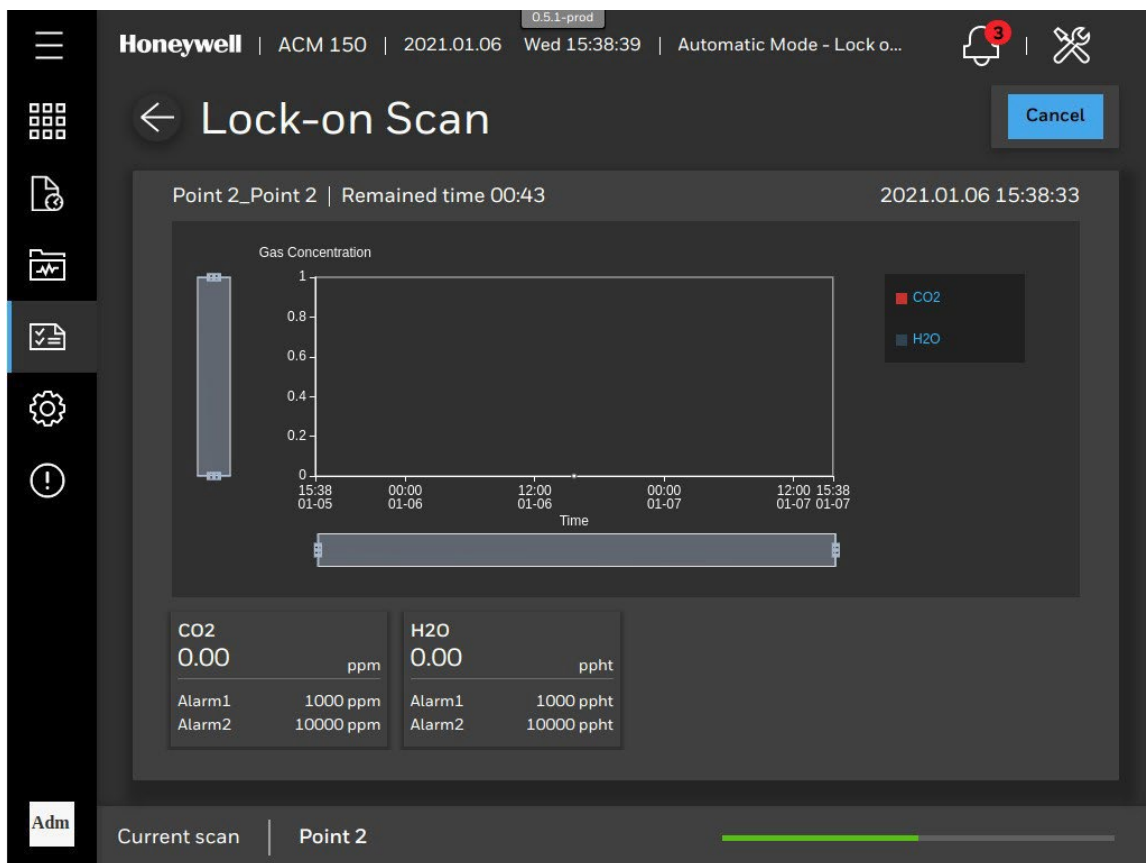 0.5.1-prod
Honeywell | ACM 150 | 2021.01.06 Wed 15:38:39 | Automatic Mode - Lock o...
3
Lock-on Scan
Cancel
Point 2_Point 2 | Remained time 00:43
2021.01.06 15:38:33
Gas Concentration
1
0.8
0.6
0.4
0.2
0
15:38 00:00 12:00 00:00 12:00 15:38
01-05 01-06 01-06 01-07 01-07 01-07
Time
CO2
H2O
CO2
0.00 ppm
Alarm1 1000 ppm
Alarm2 10000 ppm
H2O
0.00 ppht
Alarm1 1000 ppht
Alarm2 10000 ppht
Adm
Current scan | Point 2